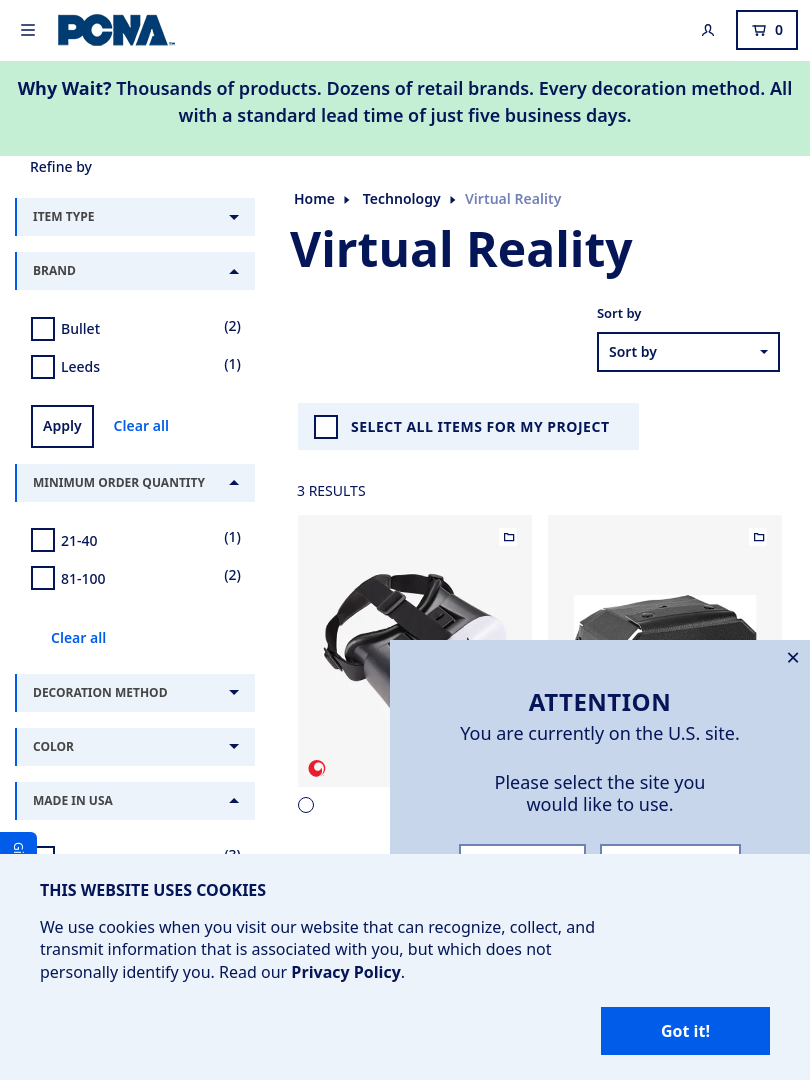 PCNA
0
Why Wait? Thousands of products. Dozens of retail brands. Every decoration method. All
with a standard lead time of just five business days.
Refine by
ITEM TYPE
BRAND
Bullet (2)
Leeds (1)
Apply Clear all
MINIMUM ORDER QUANTITY
21-40 (1)
81-100 (2)
Clear all
DECORATION METHOD
COLOR
MADE IN USA
Home Technology Virtual Reality
Virtual Reality
Sort by
Sort by
SELECT ALL ITEMS FOR MY PROJECT
3 RESULTS
ATTENTION
You are currently on the U.S. site.
Please select the site you
would like to use.
THIS WEBSITE USES COOKIES
We use cookies when you visit our website that can recognize, collect, and
transmit information that is associated with you, but which does not
personally identify you. Read our Privacy Policy.
Got it!